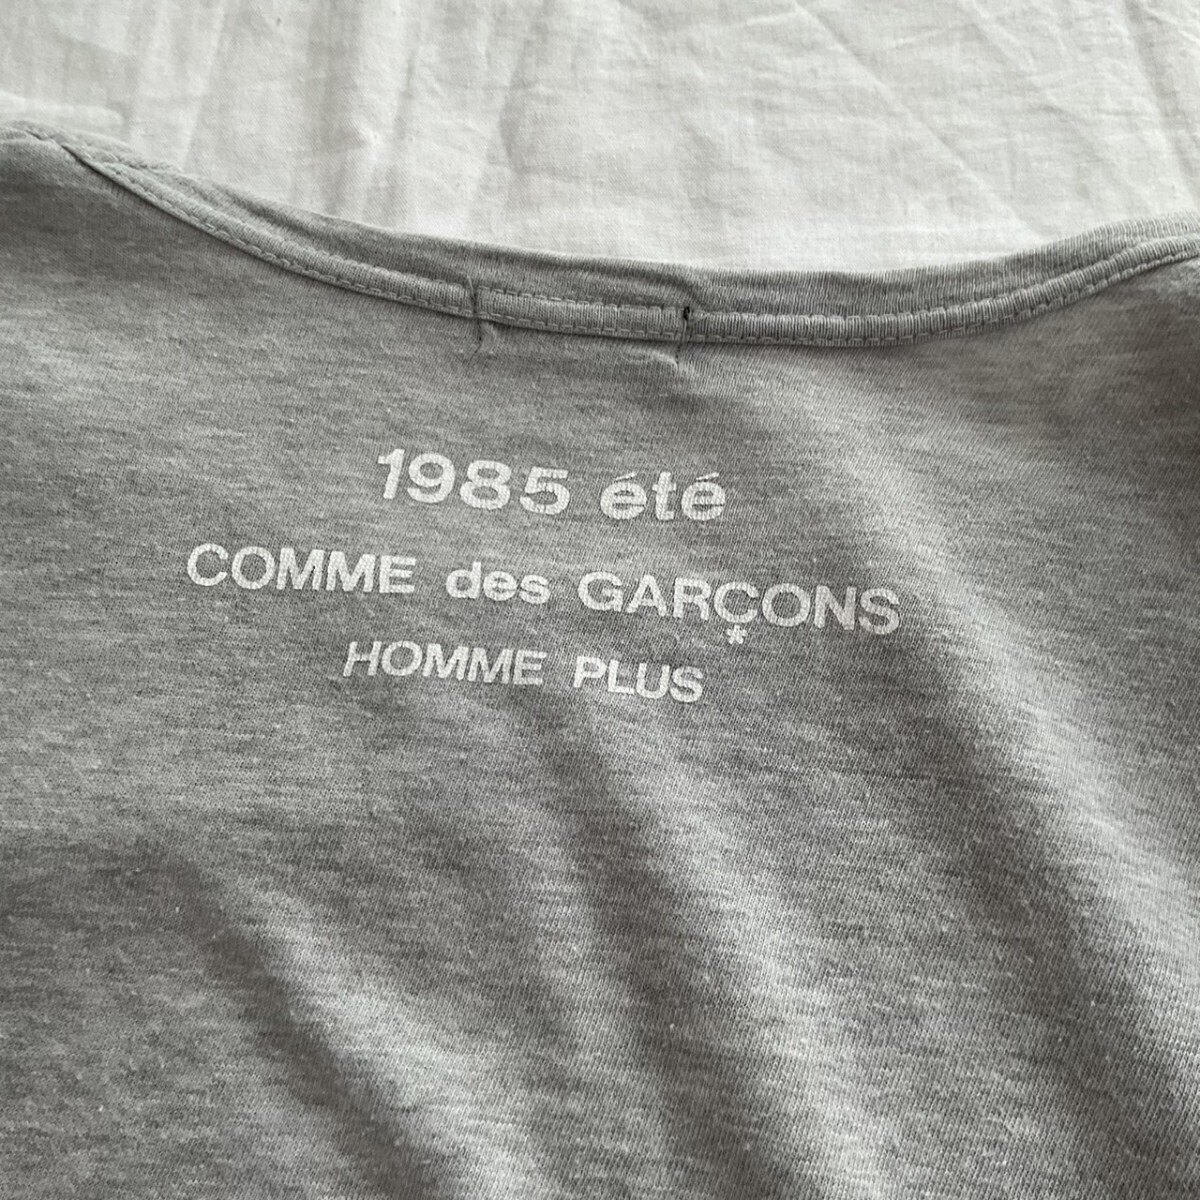 1985 été
COMME des GARÇONS
*
HOMME PLUS